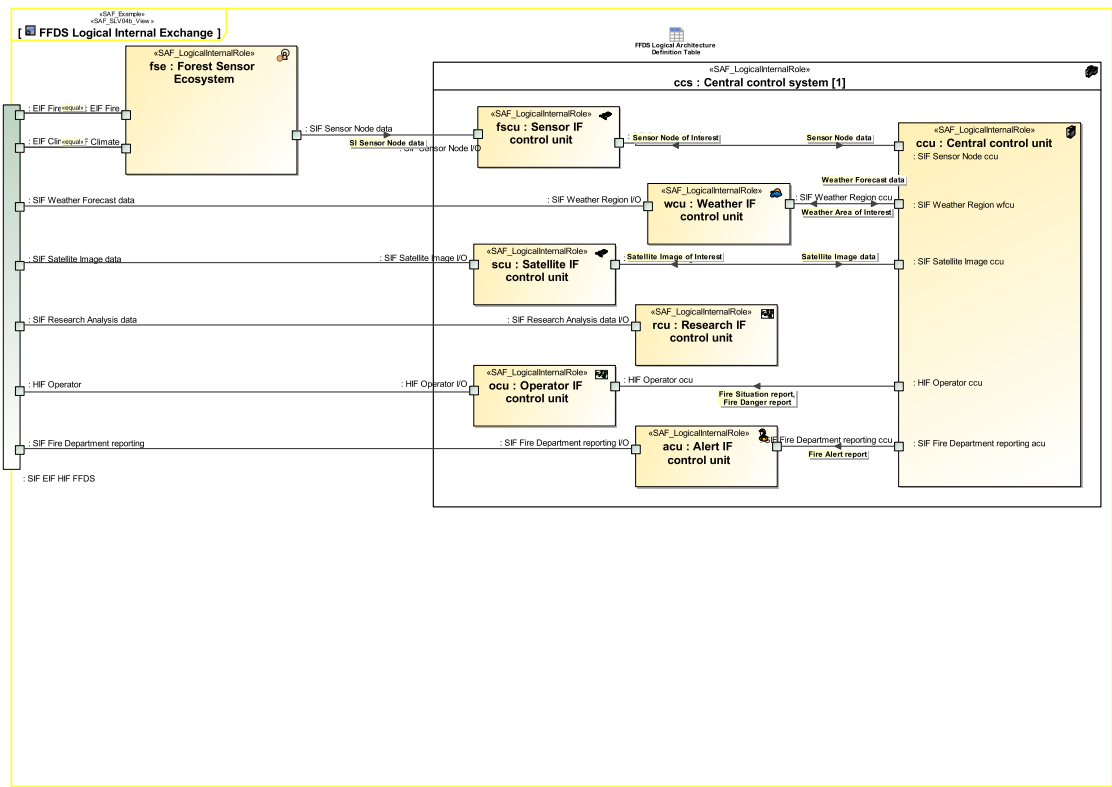 «SAF_Example»
«SAF_SLV04b_View»
[ FFDS Logical Internal Exchange ]
«SAF_LogicalInternalRole»
fse : Forest Sensor
Ecosystem
FFDS Logical Architecture
Definition Table
«SAF_LogicalInternalRole»
ccs : Central control system [1]
: EIF Fire
«equal»
: EIF Fire
: EIF Cli
«equal»
F Climate
: SIF Sensor Node data
SI Sensor Node data
: SIF Sensor Node I/O
«SAF_LogicalInternalRole»
fscu : Sensor IF
control unit
: Sensor Node of Interest
Sensor Node data
«SAF_LogicalInternalRole»
ccu : Central control unit
: SIF Sensor Node ccu
Weather Forecast data
: SIF Weather Forecast data
: SIF Weather Region I/O
«SAF_LogicalInternalRole»
wcu : Weather IF
control unit
: SIF Weather Region ccu
Weather Area of Interest
: SIF Weather Region wfcu
: SIF Satellite Image data
: SIF Satellite Image I/O
«SAF_LogicalInternalRole»
scu : Satellite IF
control unit
Satellite Image of Interest
Satellite Image data
: SIF Satellite Image ccu
: SIF Research Analysis data
: SIF Research Analysis data I/O
«SAF_LogicalInternalRole»
rcu : Research IF
control unit
: HIF Operator
: HIF Operator I/O
«SAF_LogicalInternalRole»
ocu : Operator IF
control unit
: HIF Operator ocu
Fire Situation report,
Fire Danger report
: HIF Operator ccu
: SIF Fire Department reporting
: SIF Fire Department reporting I/O
«SAF_LogicalInternalRole»
acu : Alert IF
control unit
SIF Fire Department reporting ccu
Fire Alert report
: SIF Fire Department reporting acu
: SIF EIF HIF FFDS